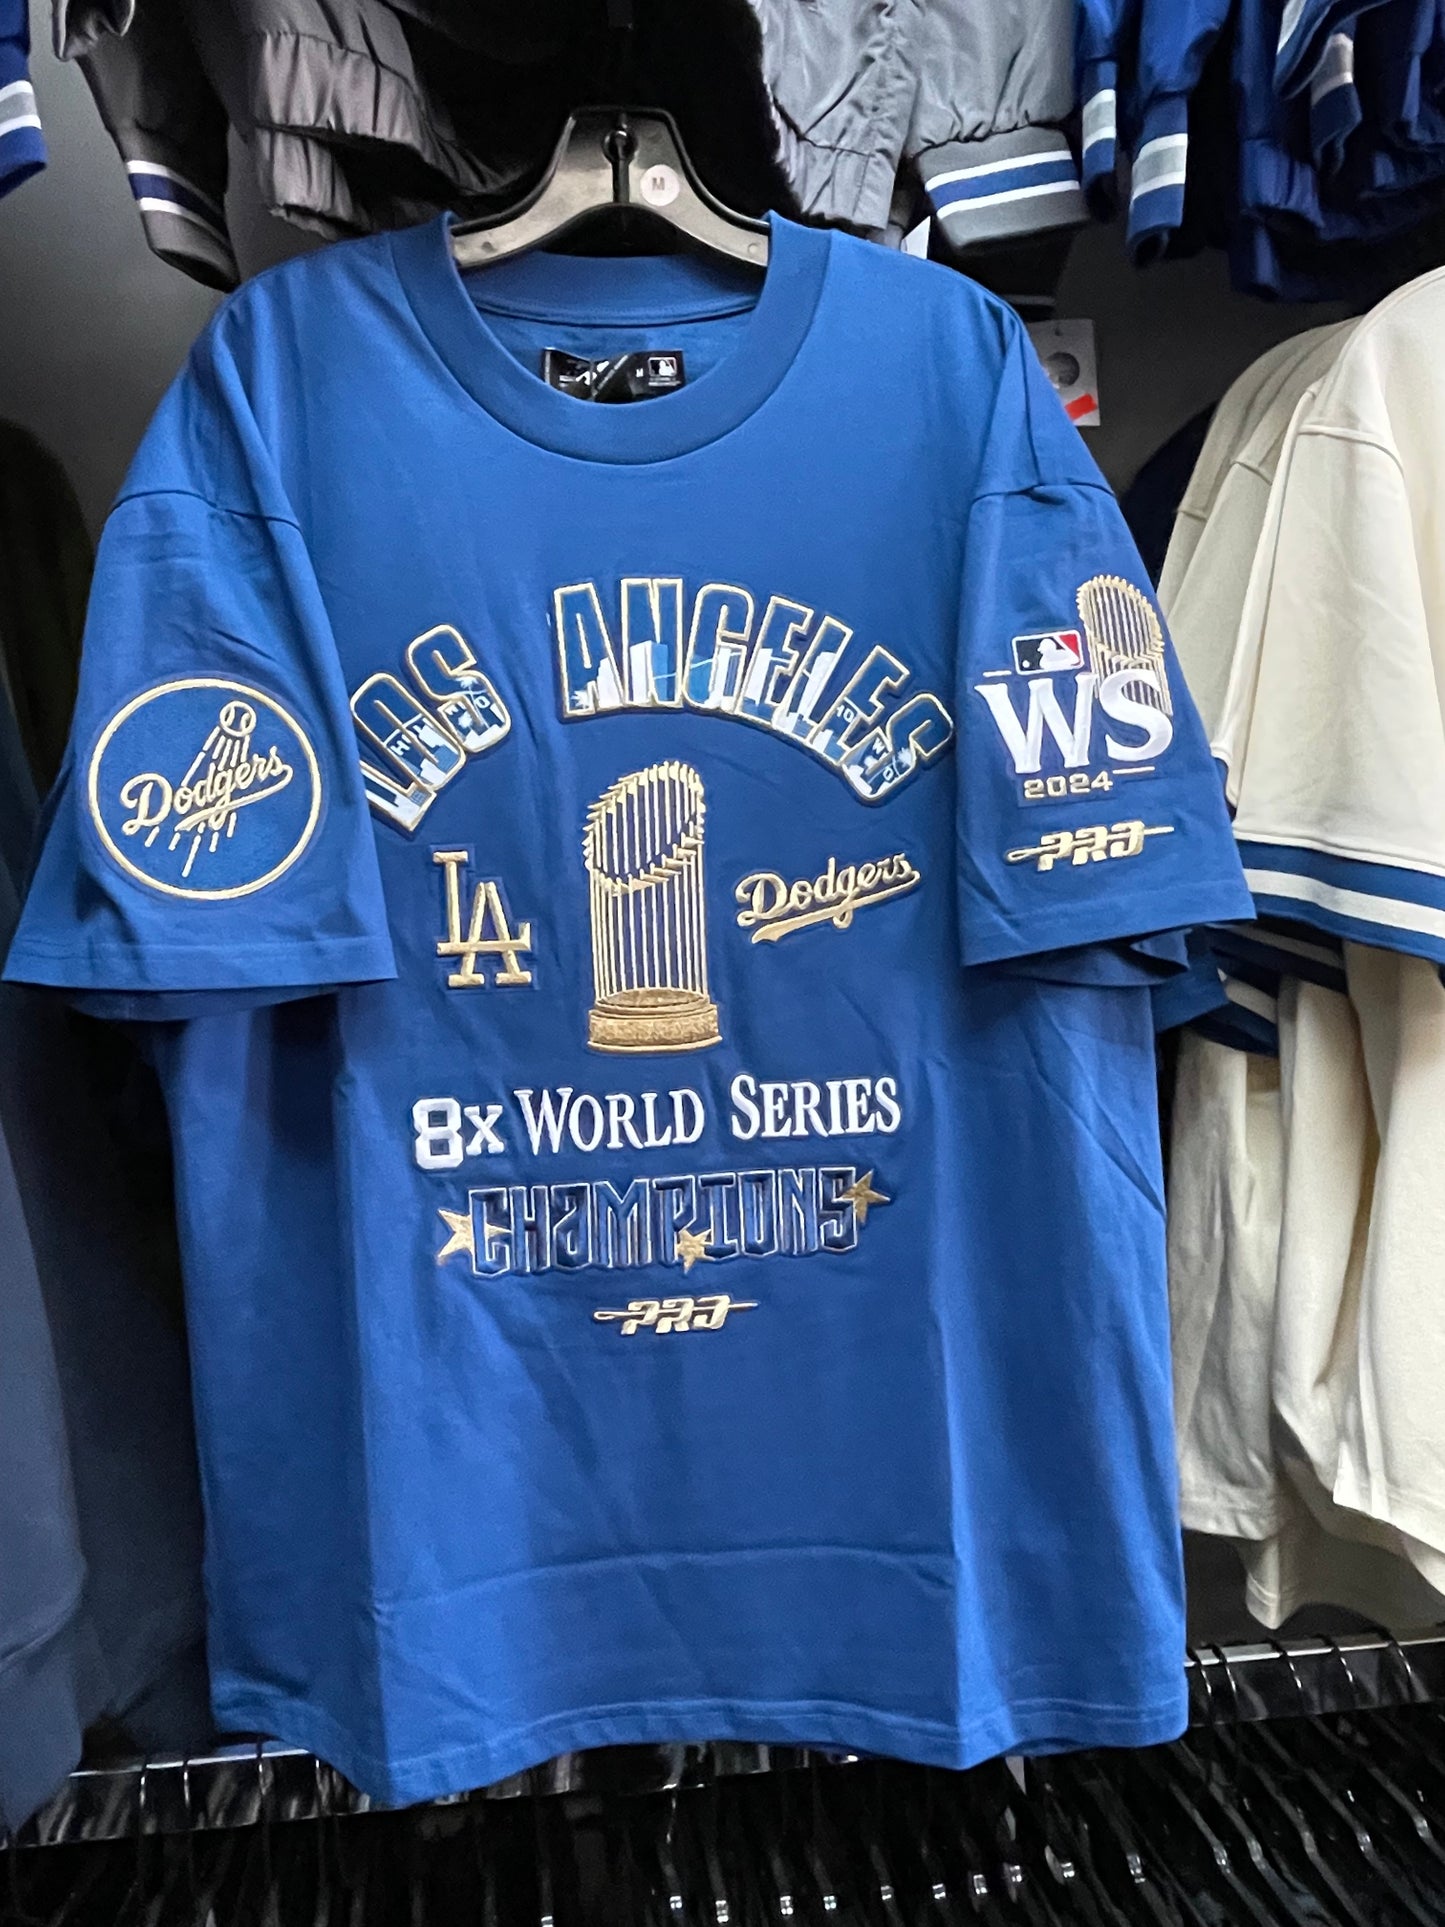 M
M
LOS ANGELES
Dodgers
WS
2024
PRO
LA
Dodgers
8X WORLD SERIES
CHAMPIONS
PRO